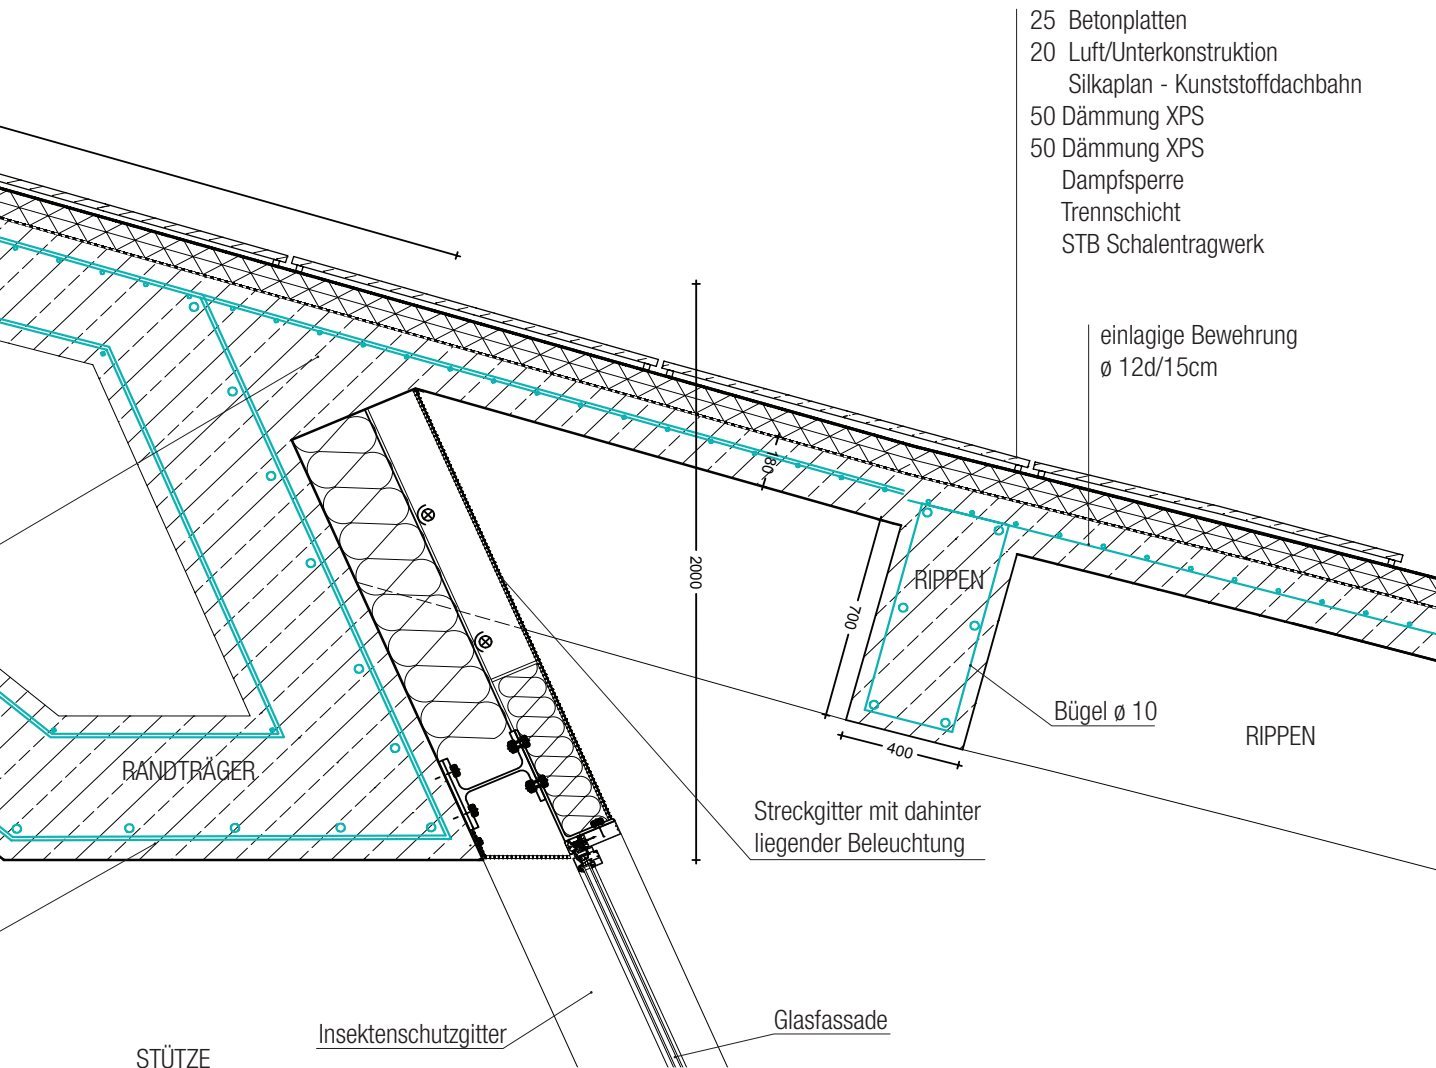 25 Betonplatten
20 Luft/Unterkonstruktion
Silkaplan - Kunststoffdachbahn
50 Dämmung XPS
50 Dämmung XPS
Dampfsperre
Trennschicht
STB Schalentragwerk
einlagige Bewehrung
ø 12d/15cm
180
2000
RIPPEN
700
400
Bügel ø 10
RIPPEN
RANDTRÄGER
Streckgitter mit dahinter
liegender Beleuchtung
Insektenschutzgitter
Glasfassade
STÜTZE